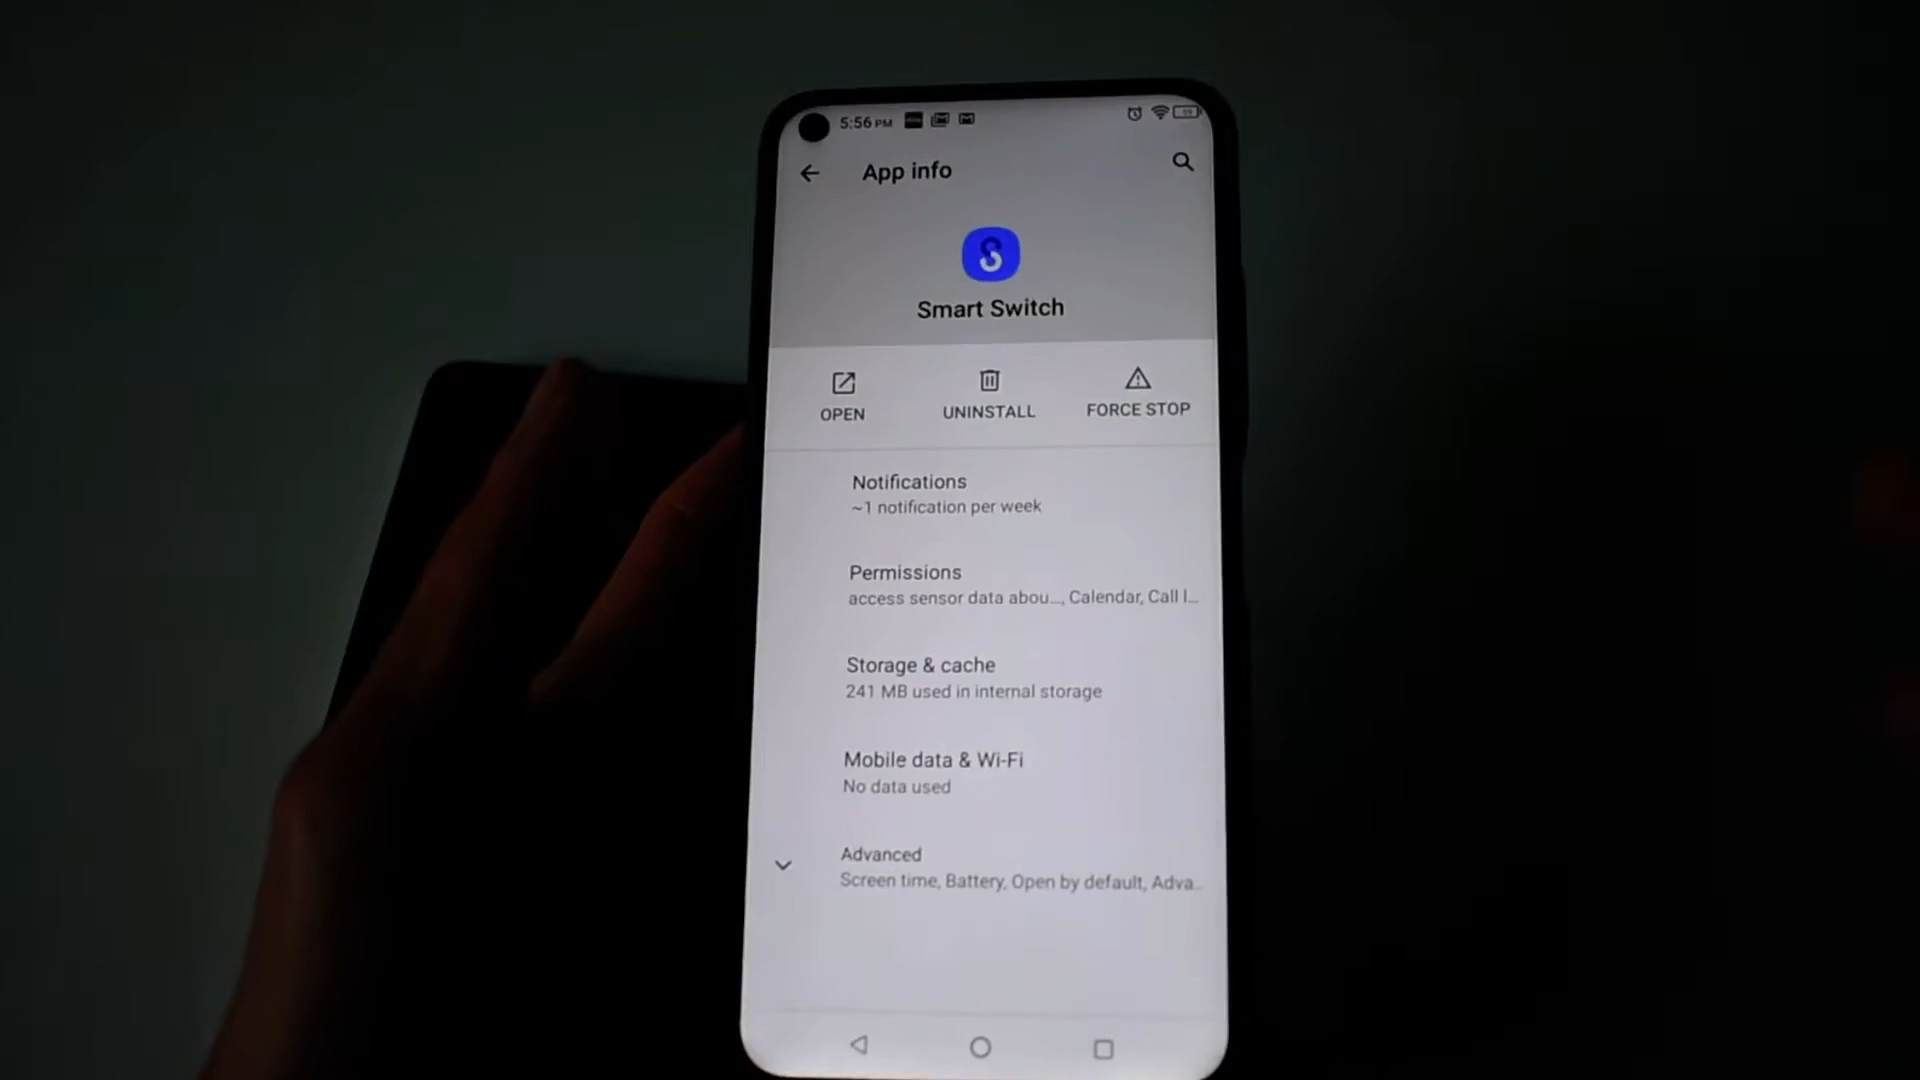 5:56 PM
App info
Smart Switch
OPEN
UNINSTALL
FORCE STOP
Notifications
~1 notification per week
Permissions
access sensor data abou..., Calendar, Call l...
Storage & cache
241 MB used in internal storage
Mobile data & Wi-Fi
No data used
Advanced
Screen time, Battery, Open by default, Adva...